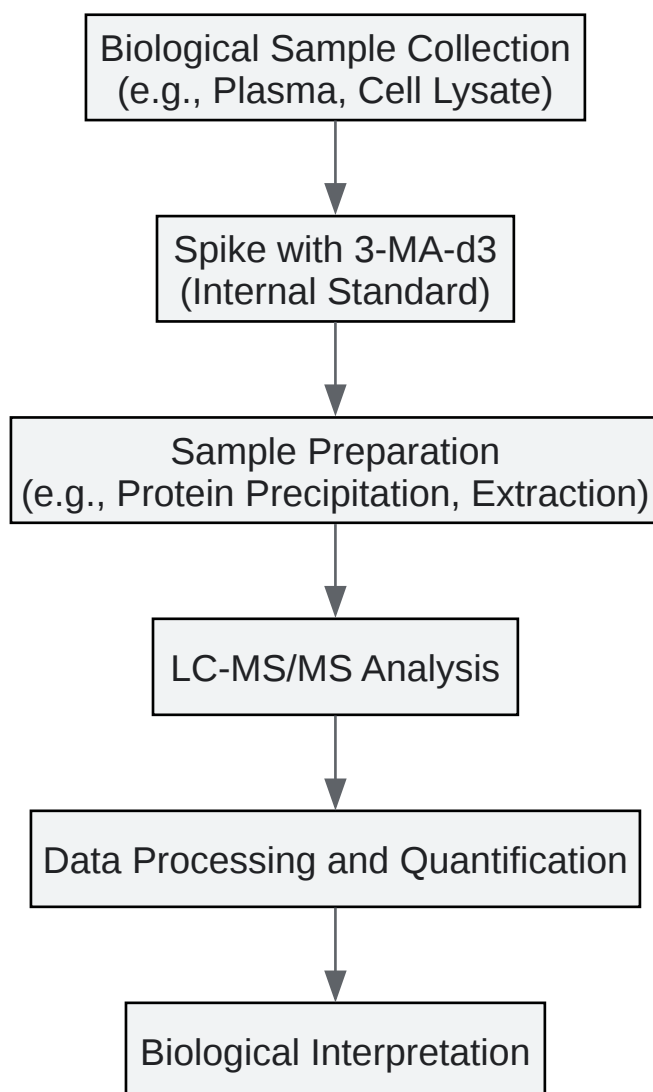 Biological Sample Collection
(e.g., Plasma, Cell Lysate)
Spike with 3-MA-d3
(Internal Standard)
Sample Preparation
(e.g., Protein Precipitation, Extraction)
LC-MS/MS Analysis
Data Processing and Quantification
Biological Interpretation